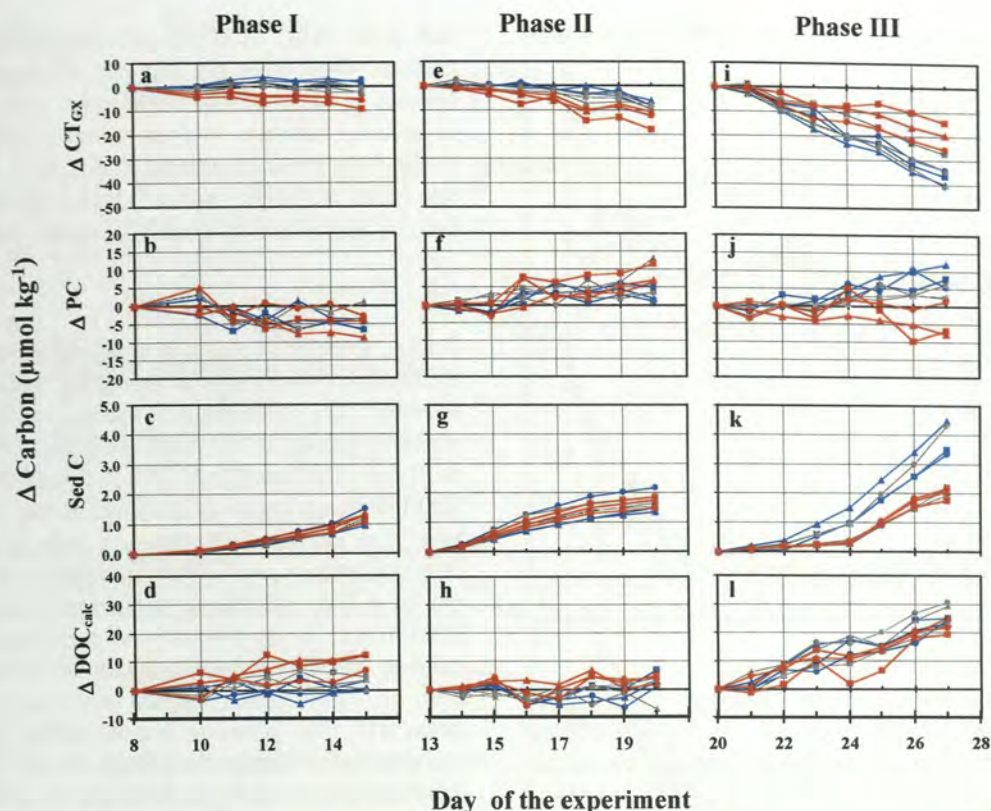 Phase I Phase II Phase III
Δ Carbon (µmol kg⁻¹)
Δ CT_GX
10
0
-10
-20
-30
-40
-50
a e i
Δ PC
20
15
10
5
0
-5
-10
-15
-20
b f j
Sed C
5.0
4.0
3.0
2.0
1.0
0.0
c g k
Δ DOC_calc
40
30
20
10
0
-10
d h l
8 10 12 14 13 15 17 19 20 22 24 26 28
Day of the experiment